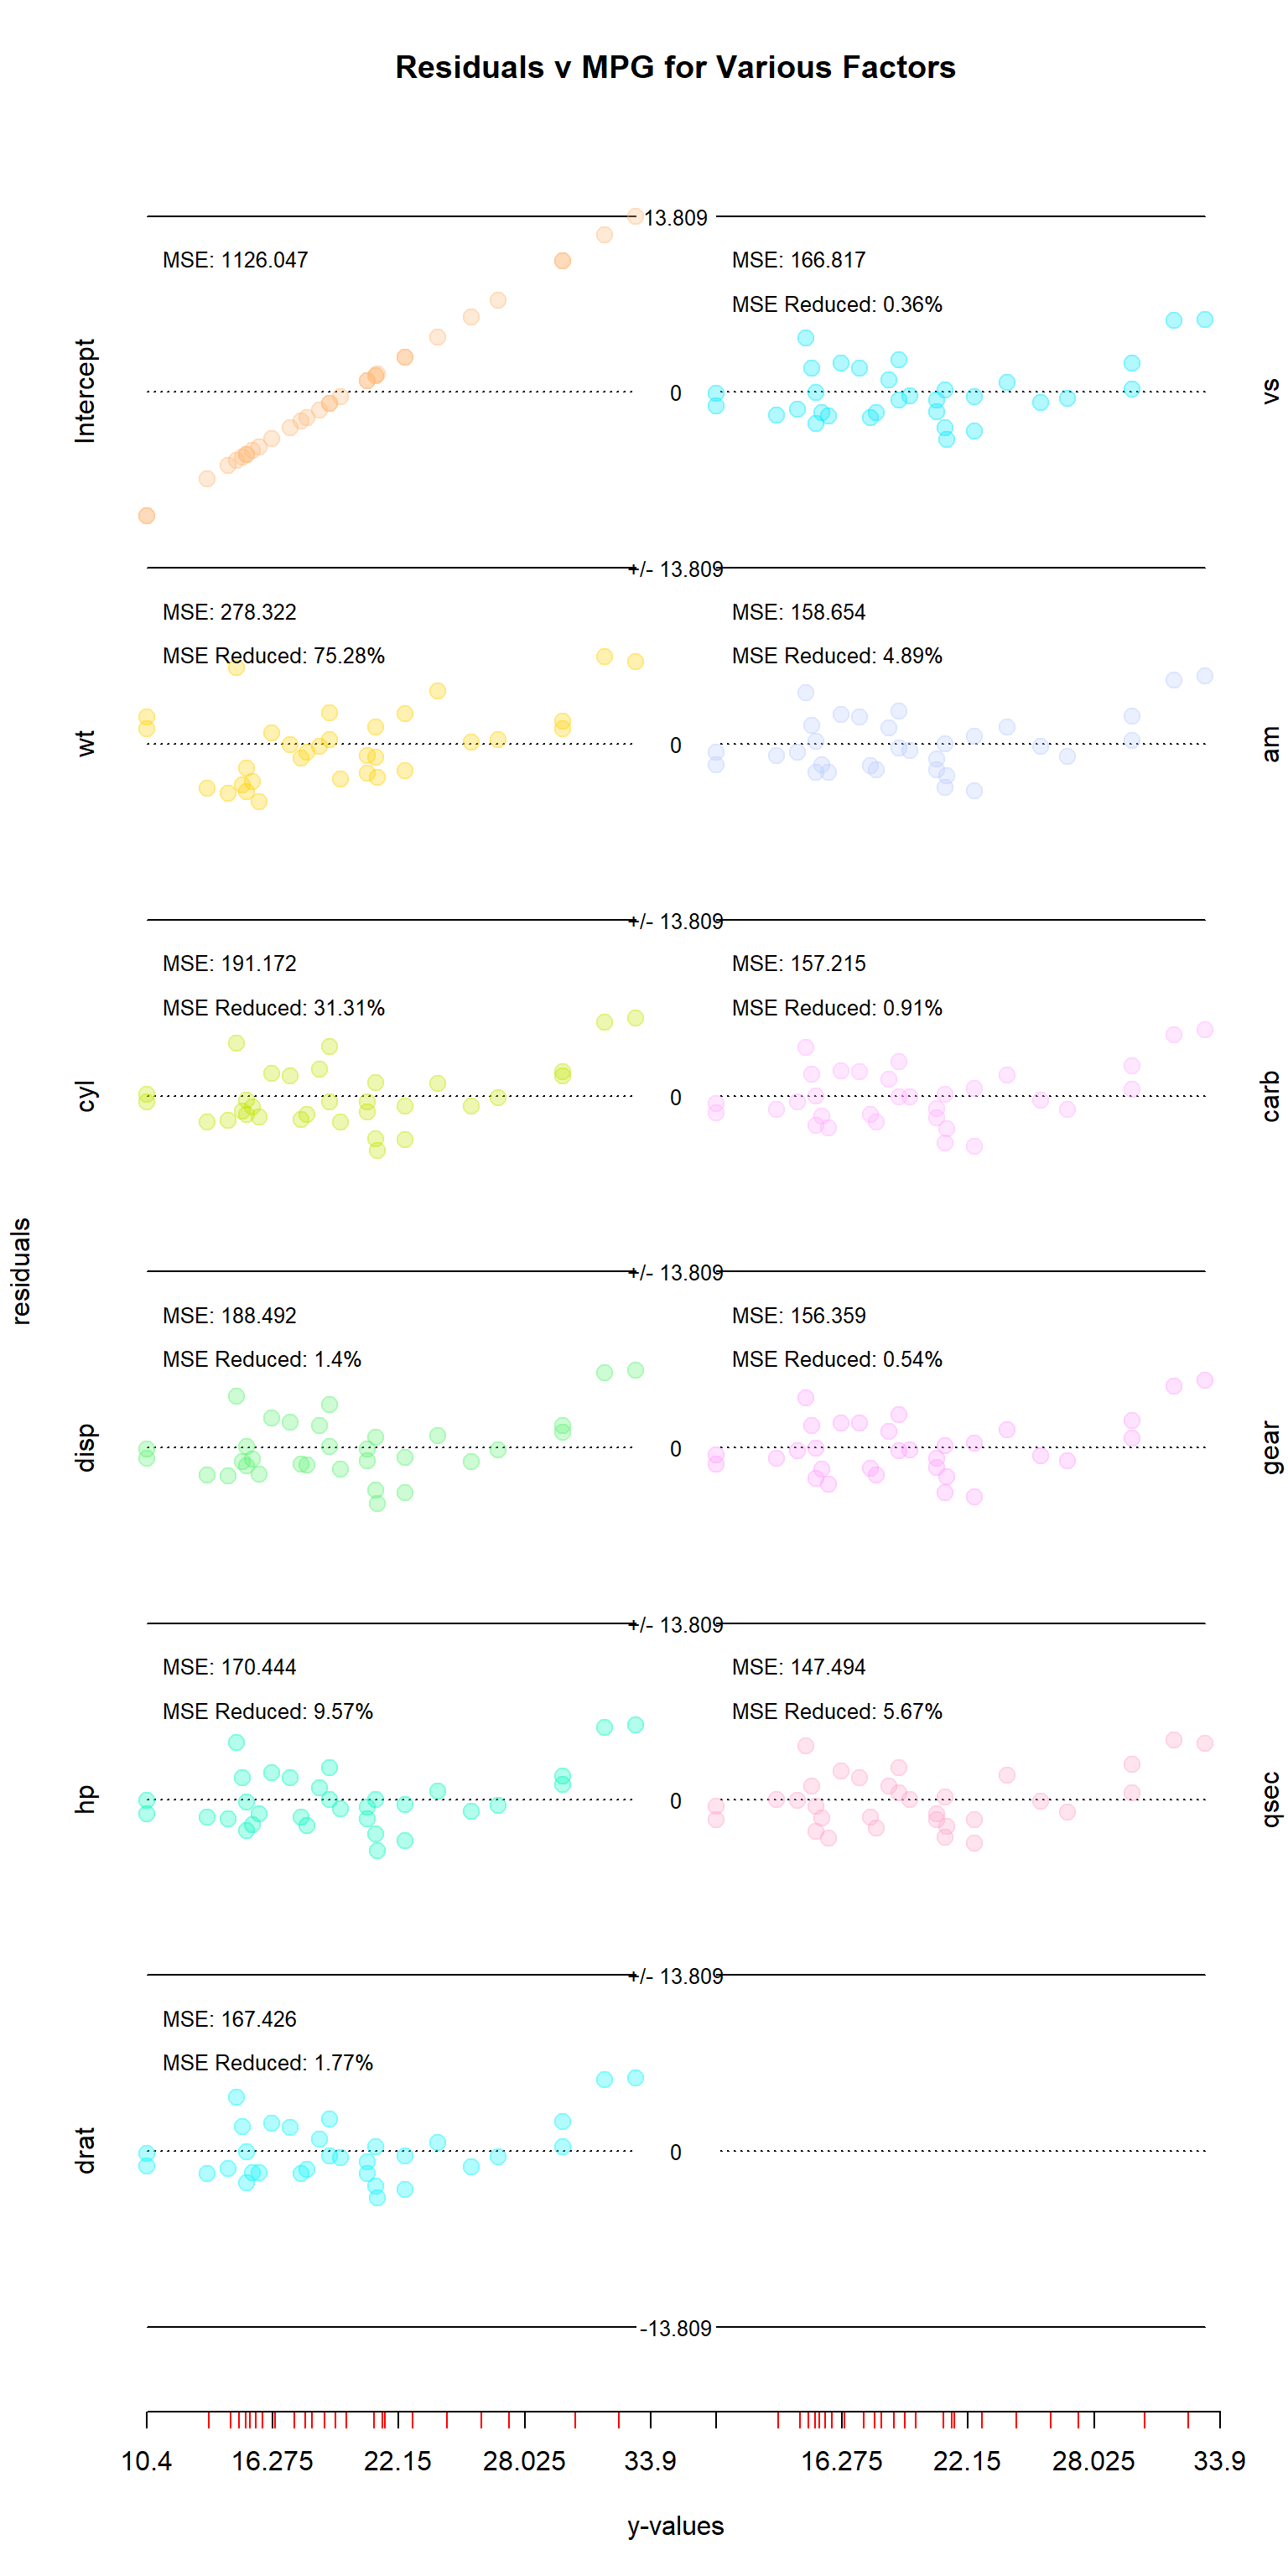 Residuals v MPG for Various Factors
13.809
MSE: 1126.047
MSE: 166.817
MSE Reduced: 0.36%
Intercept
0
vs
+/- 13.809
MSE: 278.322
MSE: 158.654
MSE Reduced: 75.28%
MSE Reduced: 4.89%
wt
0
am
+/- 13.809
MSE: 191.172
MSE: 157.215
MSE Reduced: 31.31%
MSE Reduced: 0.91%
cyl
0
carb
residuals
+/- 13.809
MSE: 188.492
MSE: 156.359
MSE Reduced: 1.4%
MSE Reduced: 0.54%
disp
0
gear
+/- 13.809
MSE: 170.444
MSE: 147.494
MSE Reduced: 9.57%
MSE Reduced: 5.67%
hp
0
qsec
+/- 13.809
MSE: 167.426
MSE Reduced: 1.77%
drat
0
-13.809
10.4 16.275 22.15 28.025 33.9 16.275 22.15 28.025 33.9
y-values